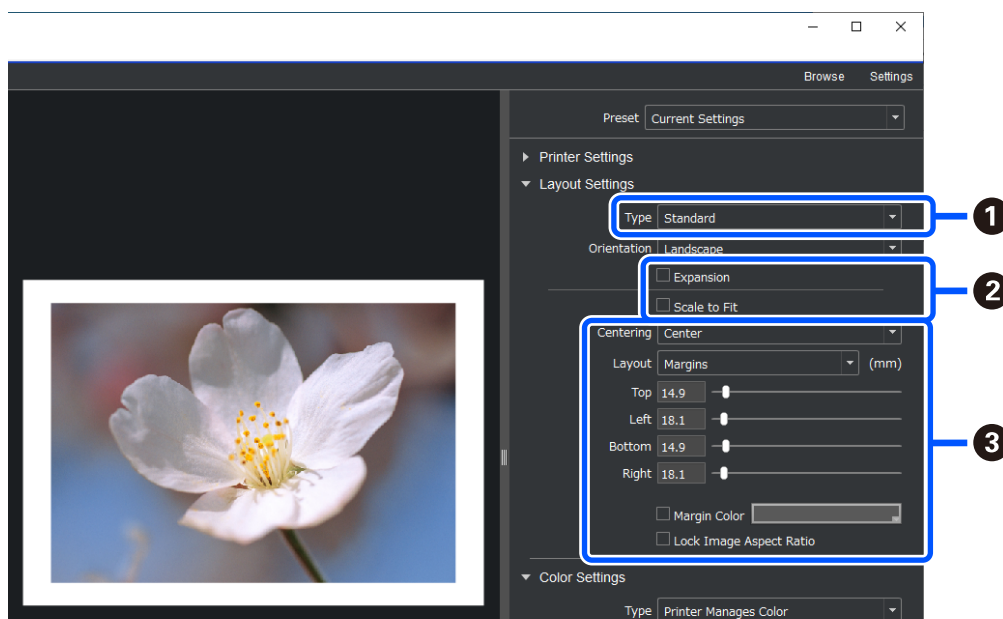 Browse Settings
Preset Current Settings
Printer Settings
Layout Settings
Type Standard
1
Orientation Landscape
Expansion
2
Scale to Fit
Centering Center
Layout Margins (mm)
Top 14.9
Left 18.1
Bottom 14.9
3
Right 18.1
Margin Color
Lock Image Aspect Ratio
Color Settings
Type Printer Manages Color